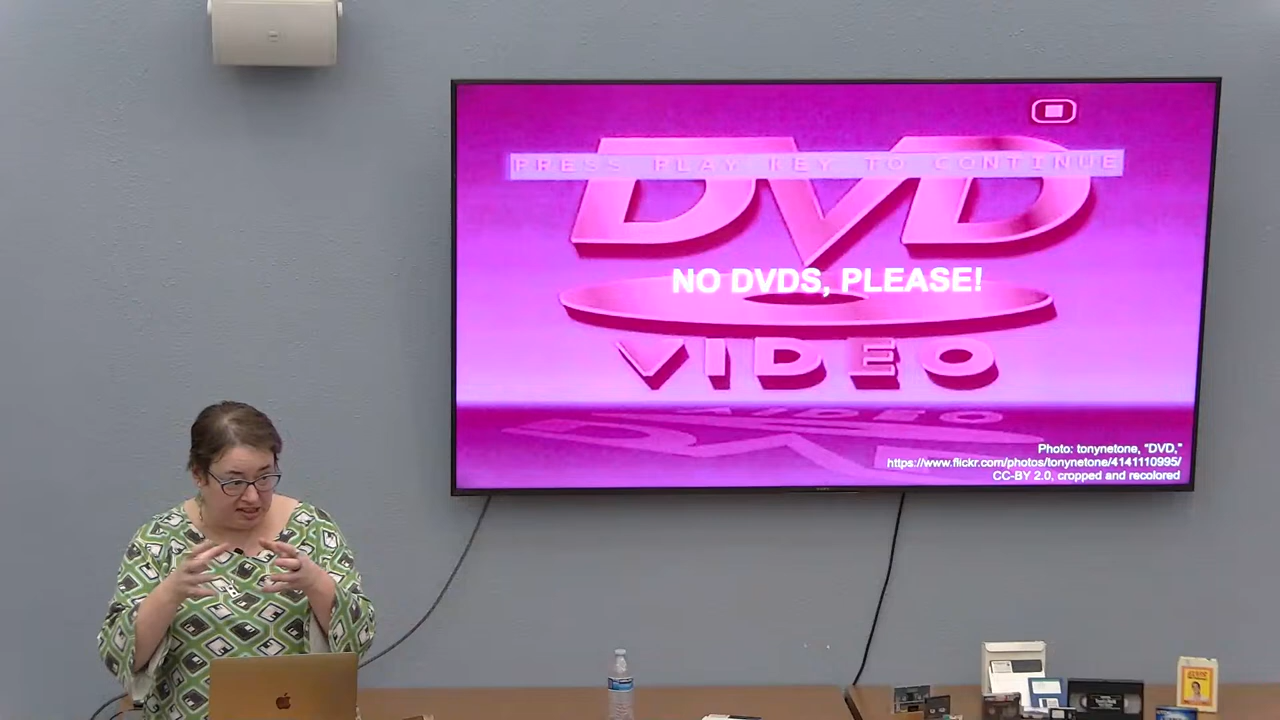 PRESS PLAY KEY TO CONTINUE
DVD
NO DVDS, PLEASE!
VIDEO
VIDEO
Photo: tonynetone, "DVD,"
https://www.flickr.com/photos/tonynetone/4141110995/
CC-BY 2.0, cropped and recolored